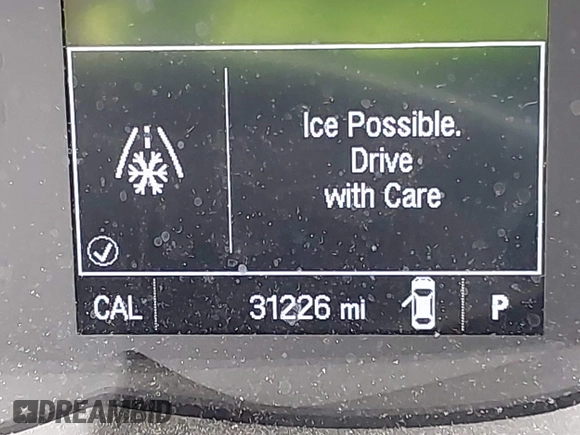 Ice Possible.
Drive
with Care
CAL 31226 mi P
DREAMBID